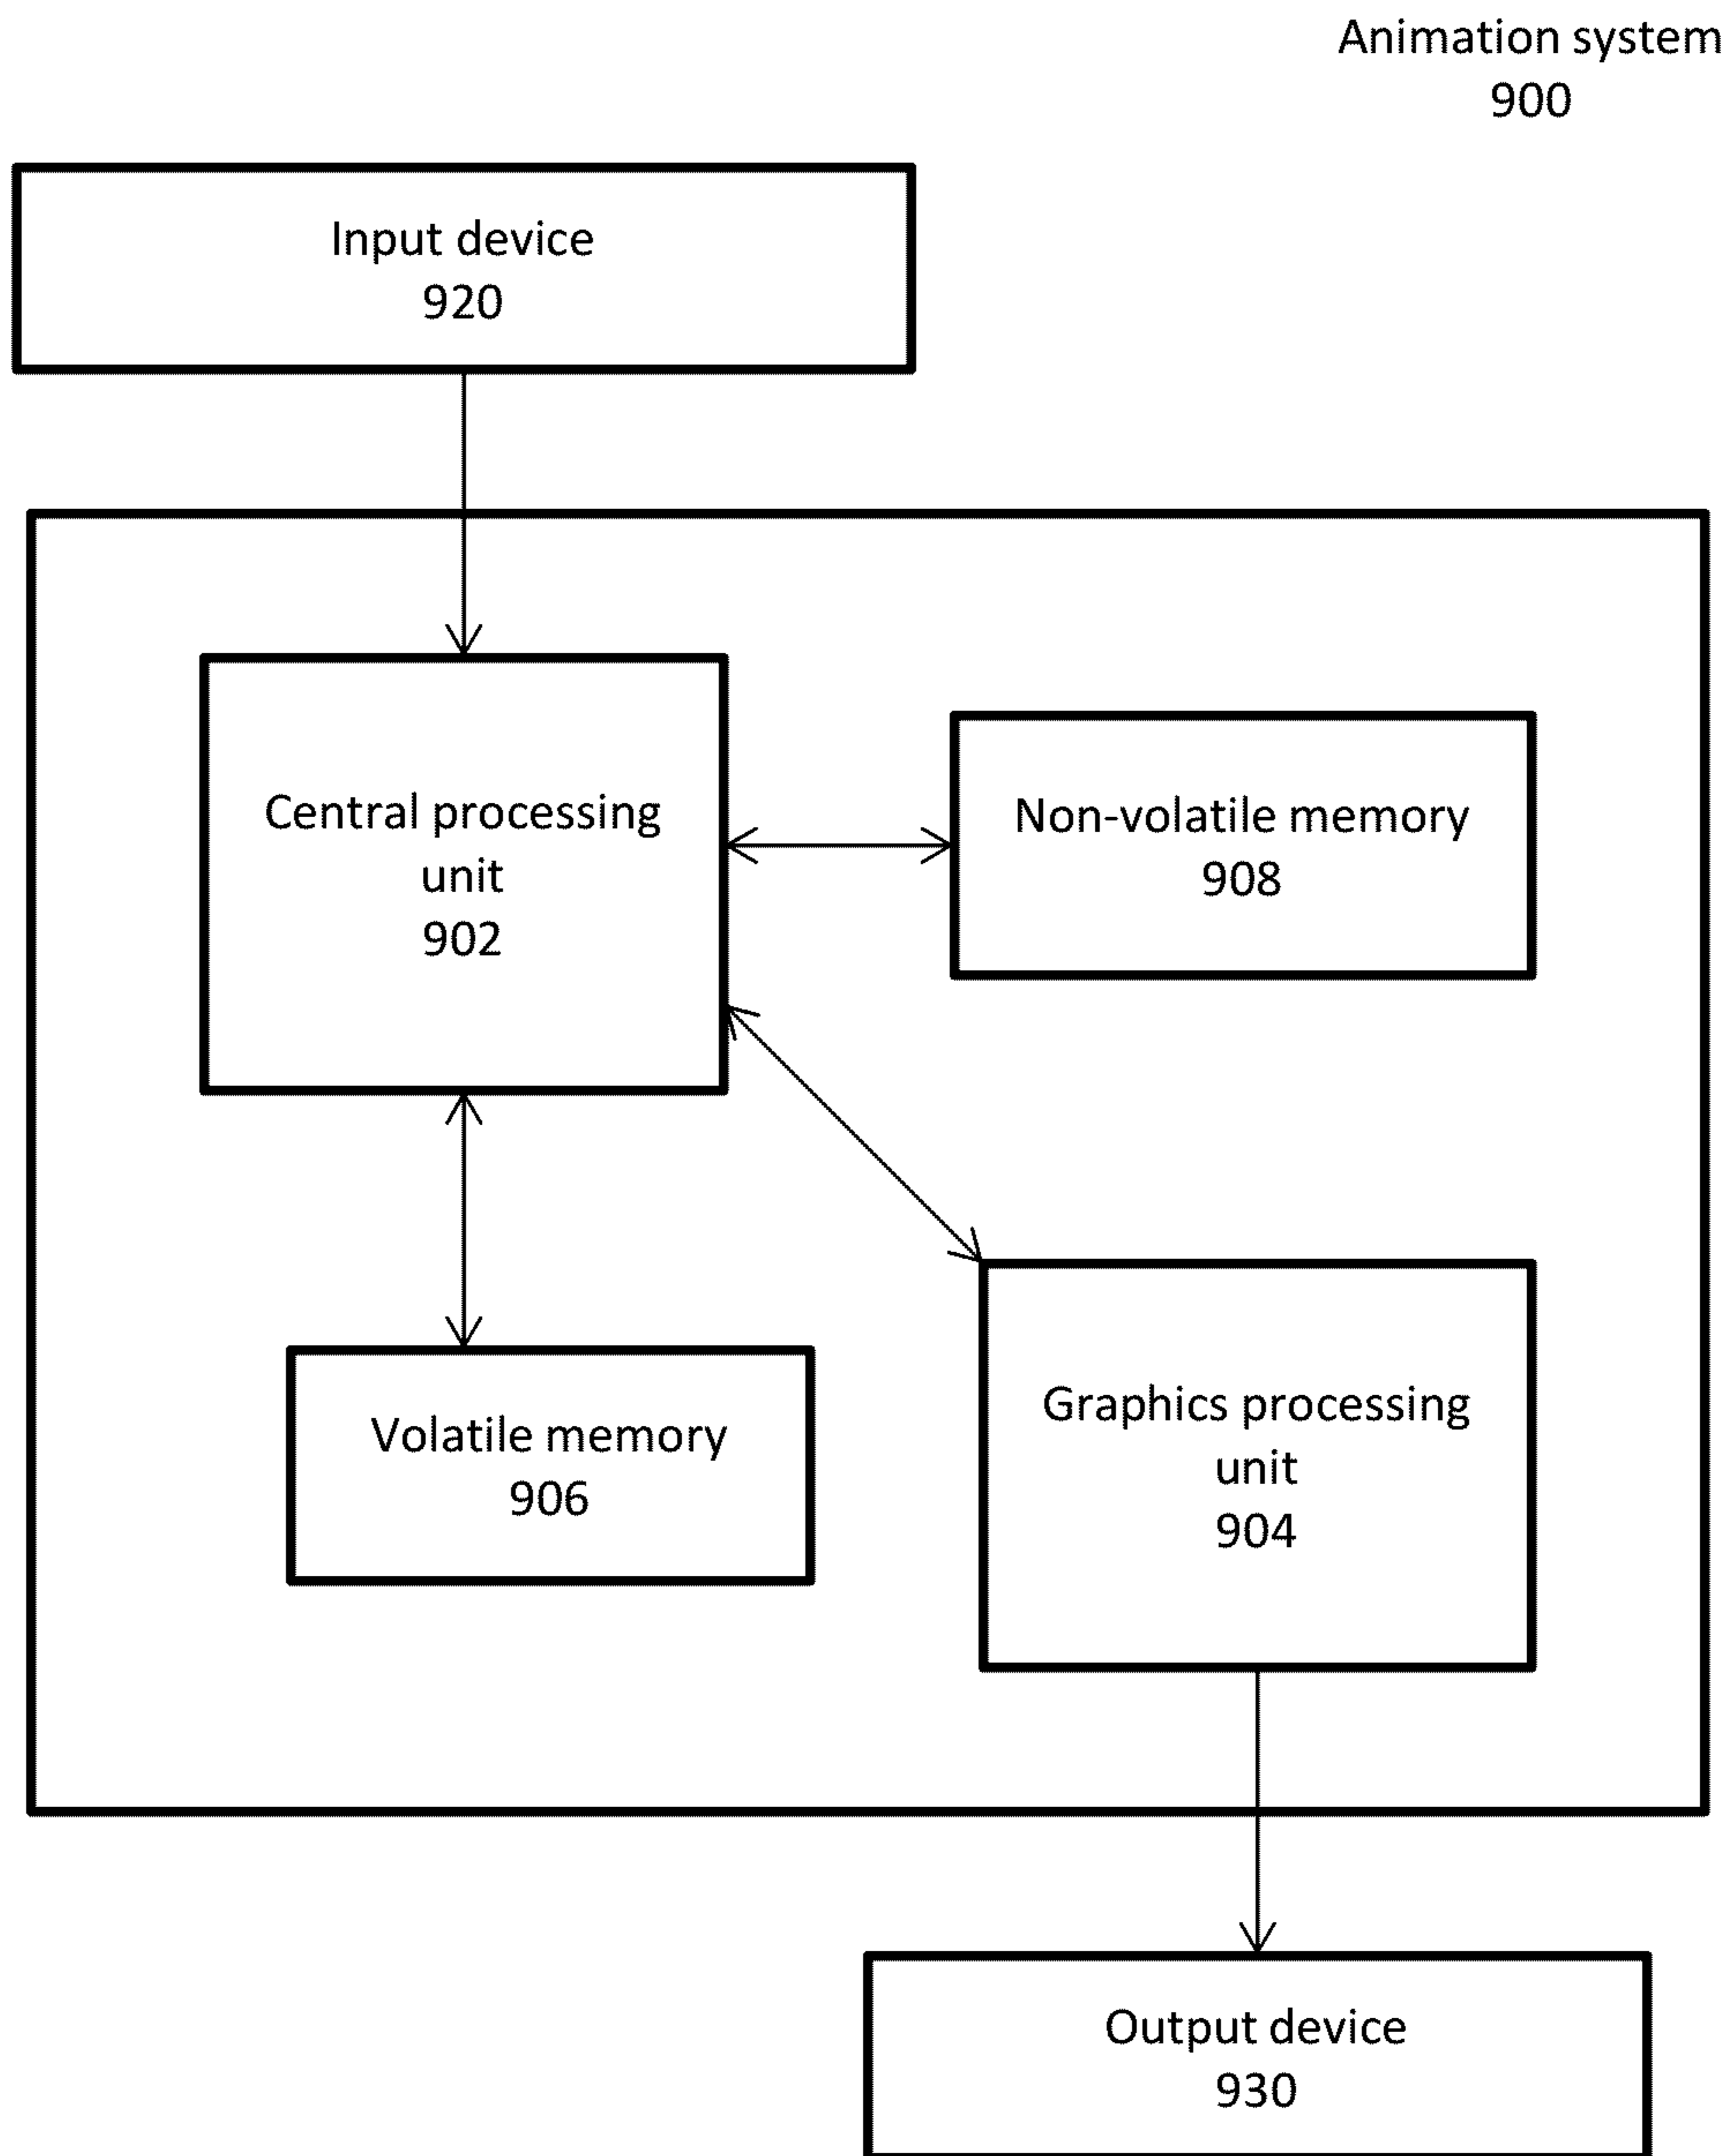 Animation system
900
Input device
920
Central processing
unit
902
Non-volatile memory
908
Volatile memory
906
Graphics processing
unit
904
Output device
930